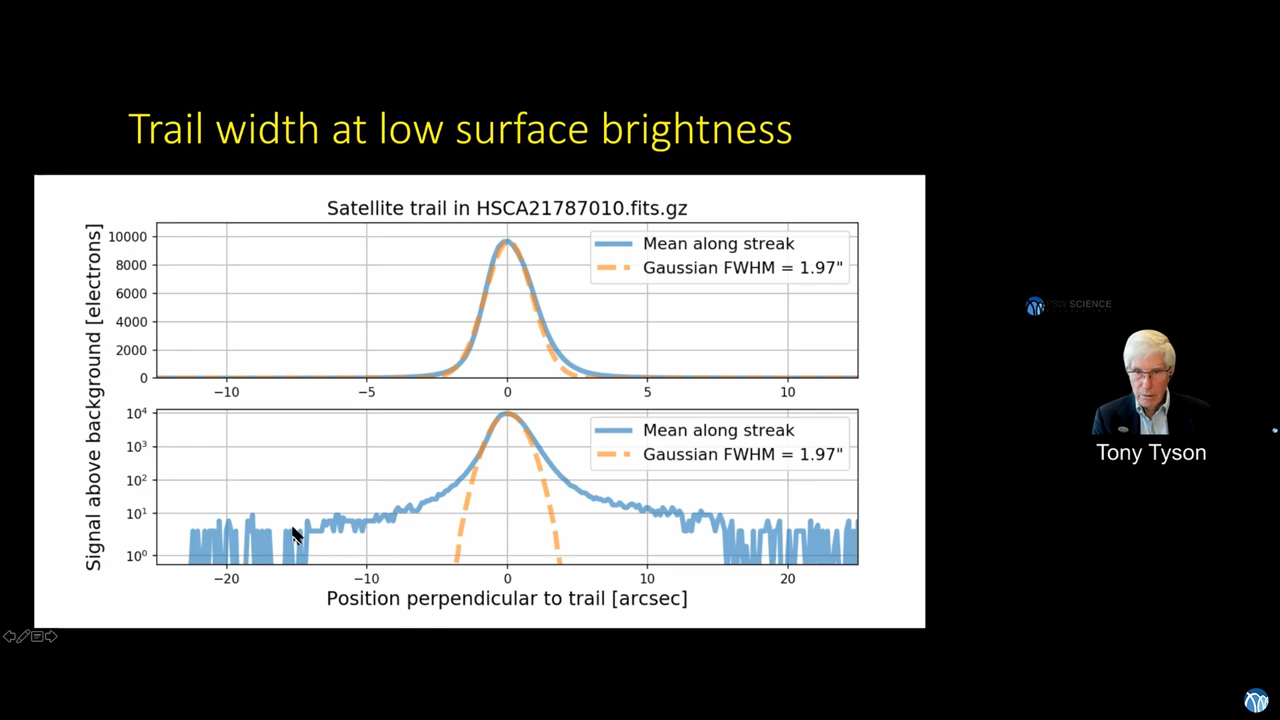 Trail width at low surface brightness
Satellite trail in HSCA21787010.fits.gz
Signal above background [electrons]
10000
8000
6000
4000
2000
0
Mean along streak
Gaussian FWHM = 1.97"
−10 −5 0 5 10
10⁴
10³
10²
10¹
10⁰
Mean along streak
Gaussian FWHM = 1.97"
−20 −10 0 10 20
Position perpendicular to trail [arcsec]
SCIENCE
Tony Tyson